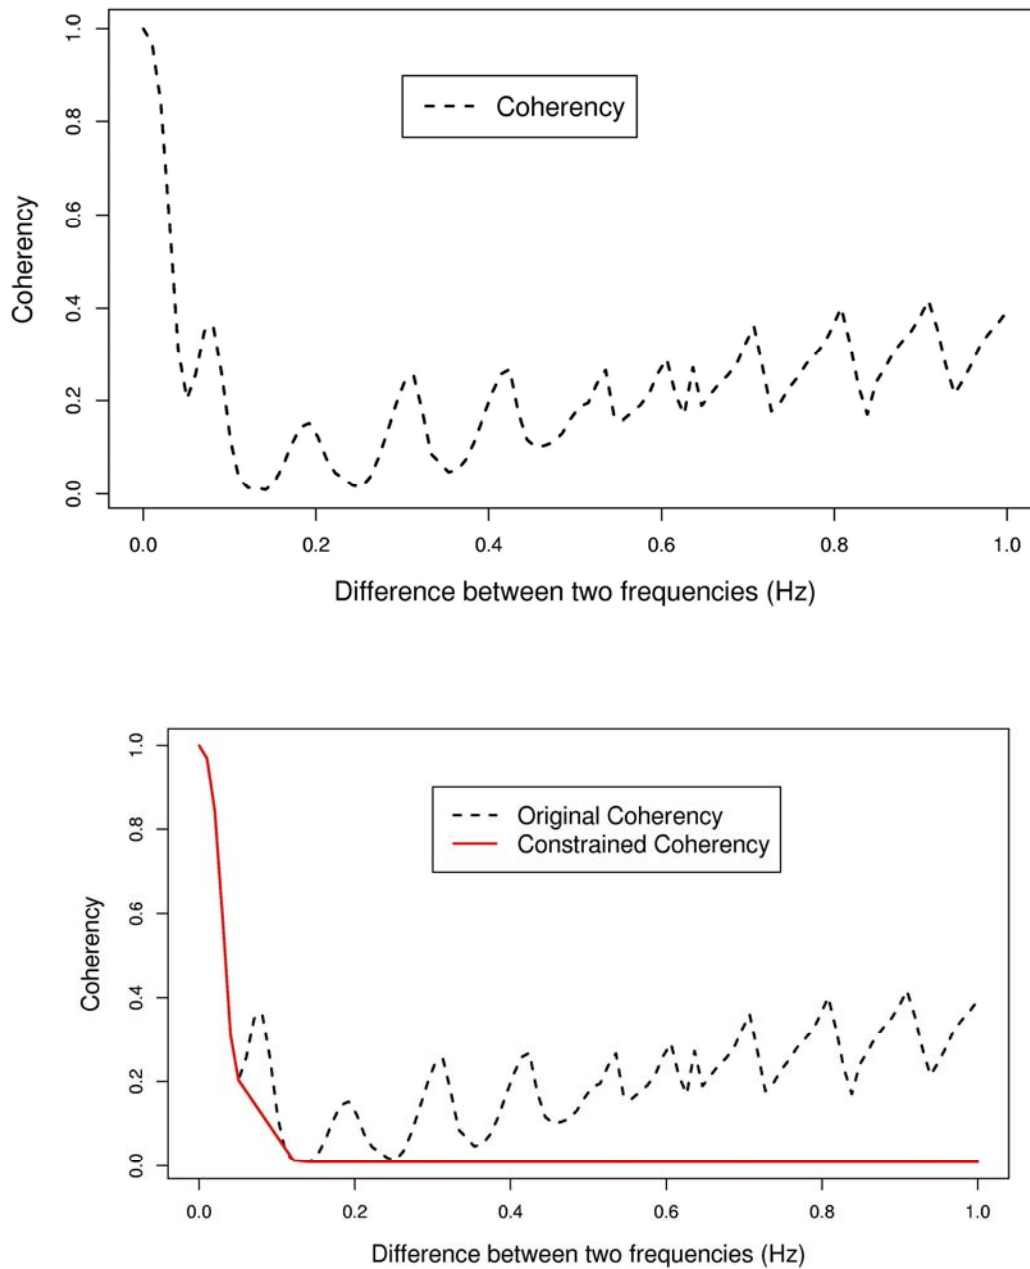 1.0
0.8
0.6
0.4
0.2
0.0
Coherency
Coherency
0.0 0.2 0.4 0.6 0.8 1.0
Difference between two frequencies (Hz)
1.0
0.8
0.6
0.4
0.2
0.0
Coherency
Original Coherency
Constrained Coherency
0.0 0.2 0.4 0.6 0.8 1.0
Difference between two frequencies (Hz)